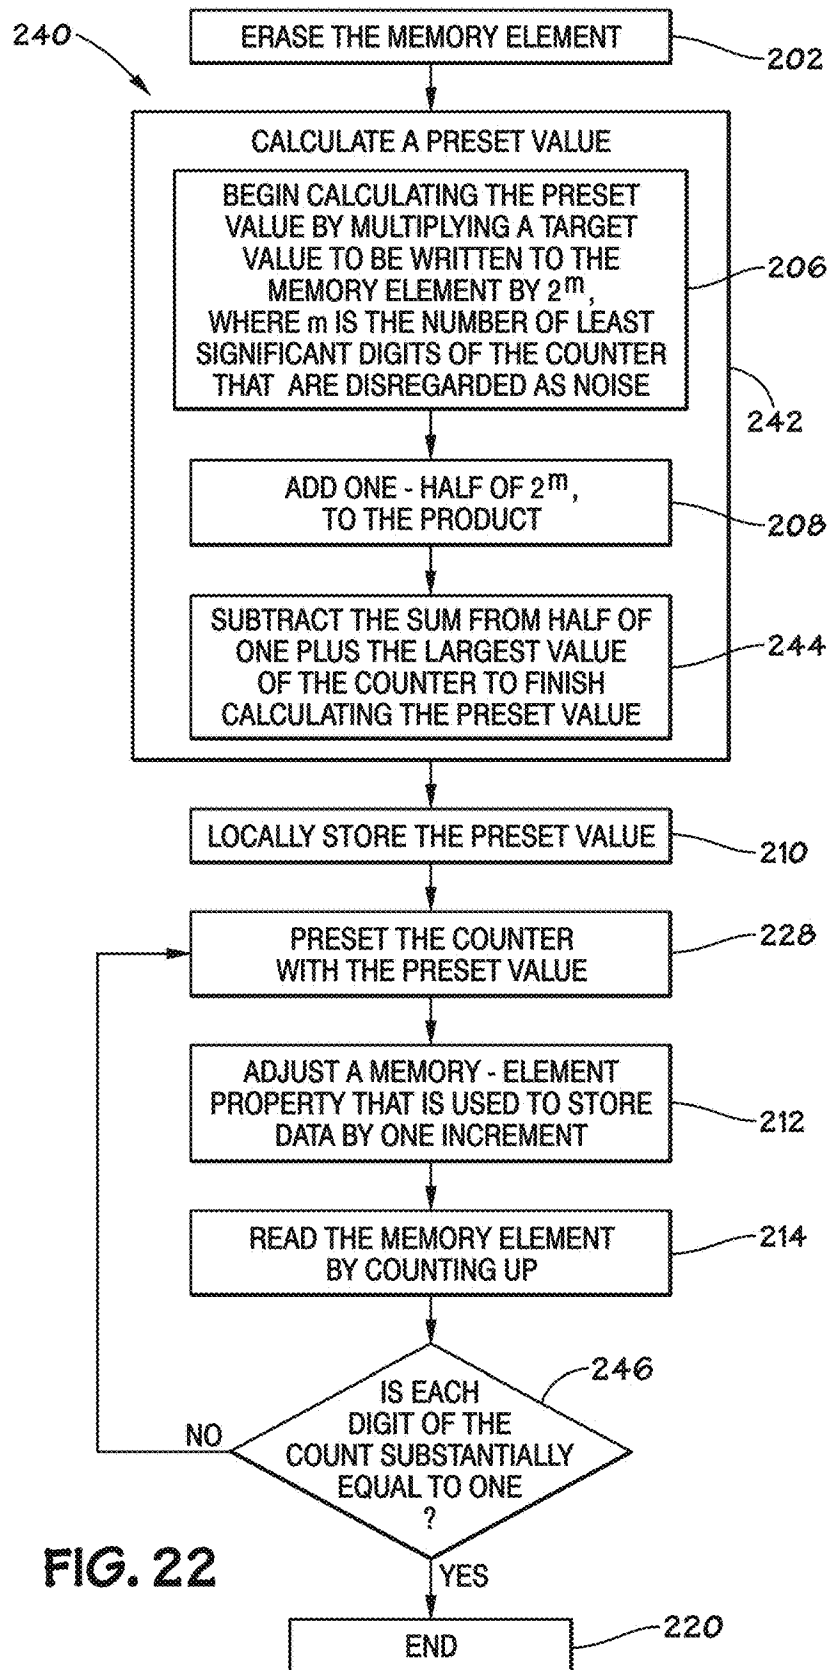 240
ERASE THE MEMORY ELEMENT
202
CALCULATE A PRESET VALUE
BEGIN CALCULATING THE PRESET
VALUE BY MULTIPLYING A TARGET
VALUE TO BE WRITTEN TO THE
MEMORY ELEMENT BY 2^m,
WHERE m IS THE NUMBER OF LEAST
SIGNIFICANT DIGITS OF THE COUNTER
THAT ARE DISREGARDED AS NOISE
206
242
ADD ONE - HALF OF 2^m,
TO THE PRODUCT
208
SUBTRACT THE SUM FROM HALF OF
ONE PLUS THE LARGEST VALUE
OF THE COUNTER TO FINISH
CALCULATING THE PRESET VALUE
244
LOCALLY STORE THE PRESET VALUE
210
PRESET THE COUNTER
WITH THE PRESET VALUE
228
ADJUST A MEMORY - ELEMENT
PROPERTY THAT IS USED TO STORE
DATA BY ONE INCREMENT
212
READ THE MEMORY ELEMENT
BY COUNTING UP
214
IS EACH
DIGIT OF THE
COUNT SUBSTANTIALLY
EQUAL TO ONE
?
246
NO
YES
FIG. 22
END
220